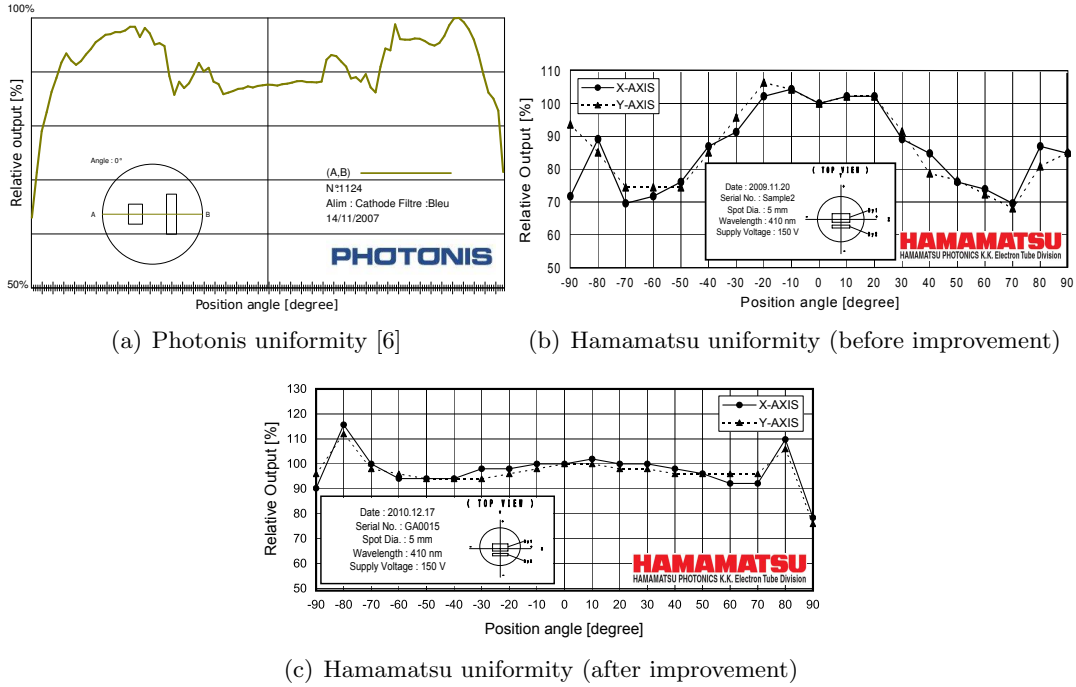 100%
Relative output [%]
Angle : 0°
A
B
(A,B)
N°1124
Alim : Cathode Filtre :Bleu
14/11/2007
PHOTONIS
50%
Position angle [degree]
(a) Photonis uniformity [6]
110
100
90
80
70
60
50
Relative Output [%]
X-AXIS
Y-AXIS
( TOP VIEW )
Date : 2009.11.20
Serial No. : Sample2
Spot Dia. : 5 mm
Wavelength : 410 nm
Supply Voltage : 150 V
HAMAMATSU
HAMAMATSU PHOTONICS K.K. Electron Tube Division
-90 -80 -70 -60 -50 -40 -30 -20 -10 0 10 20 30 40 50 60 70 80 90
Position angle [degree]
(b) Hamamatsu uniformity (before improvement)
130
120
110
100
90
80
70
60
50
Relative Output [%]
X-AXIS
Y-AXIS
( TOP VIEW )
Date : 2010.12.17
Serial No. : GA0015
Spot Dia. : 5 mm
Wavelength : 410 nm
Supply Voltage : 150 V
HAMAMATSU
HAMAMATSU PHOTONICS K.K. Electron Tube Division
-90 -80 -70 -60 -50 -40 -30 -20 -10 0 10 20 30 40 50 60 70 80 90
Position angle [degree]
(c) Hamamatsu uniformity (after improvement)